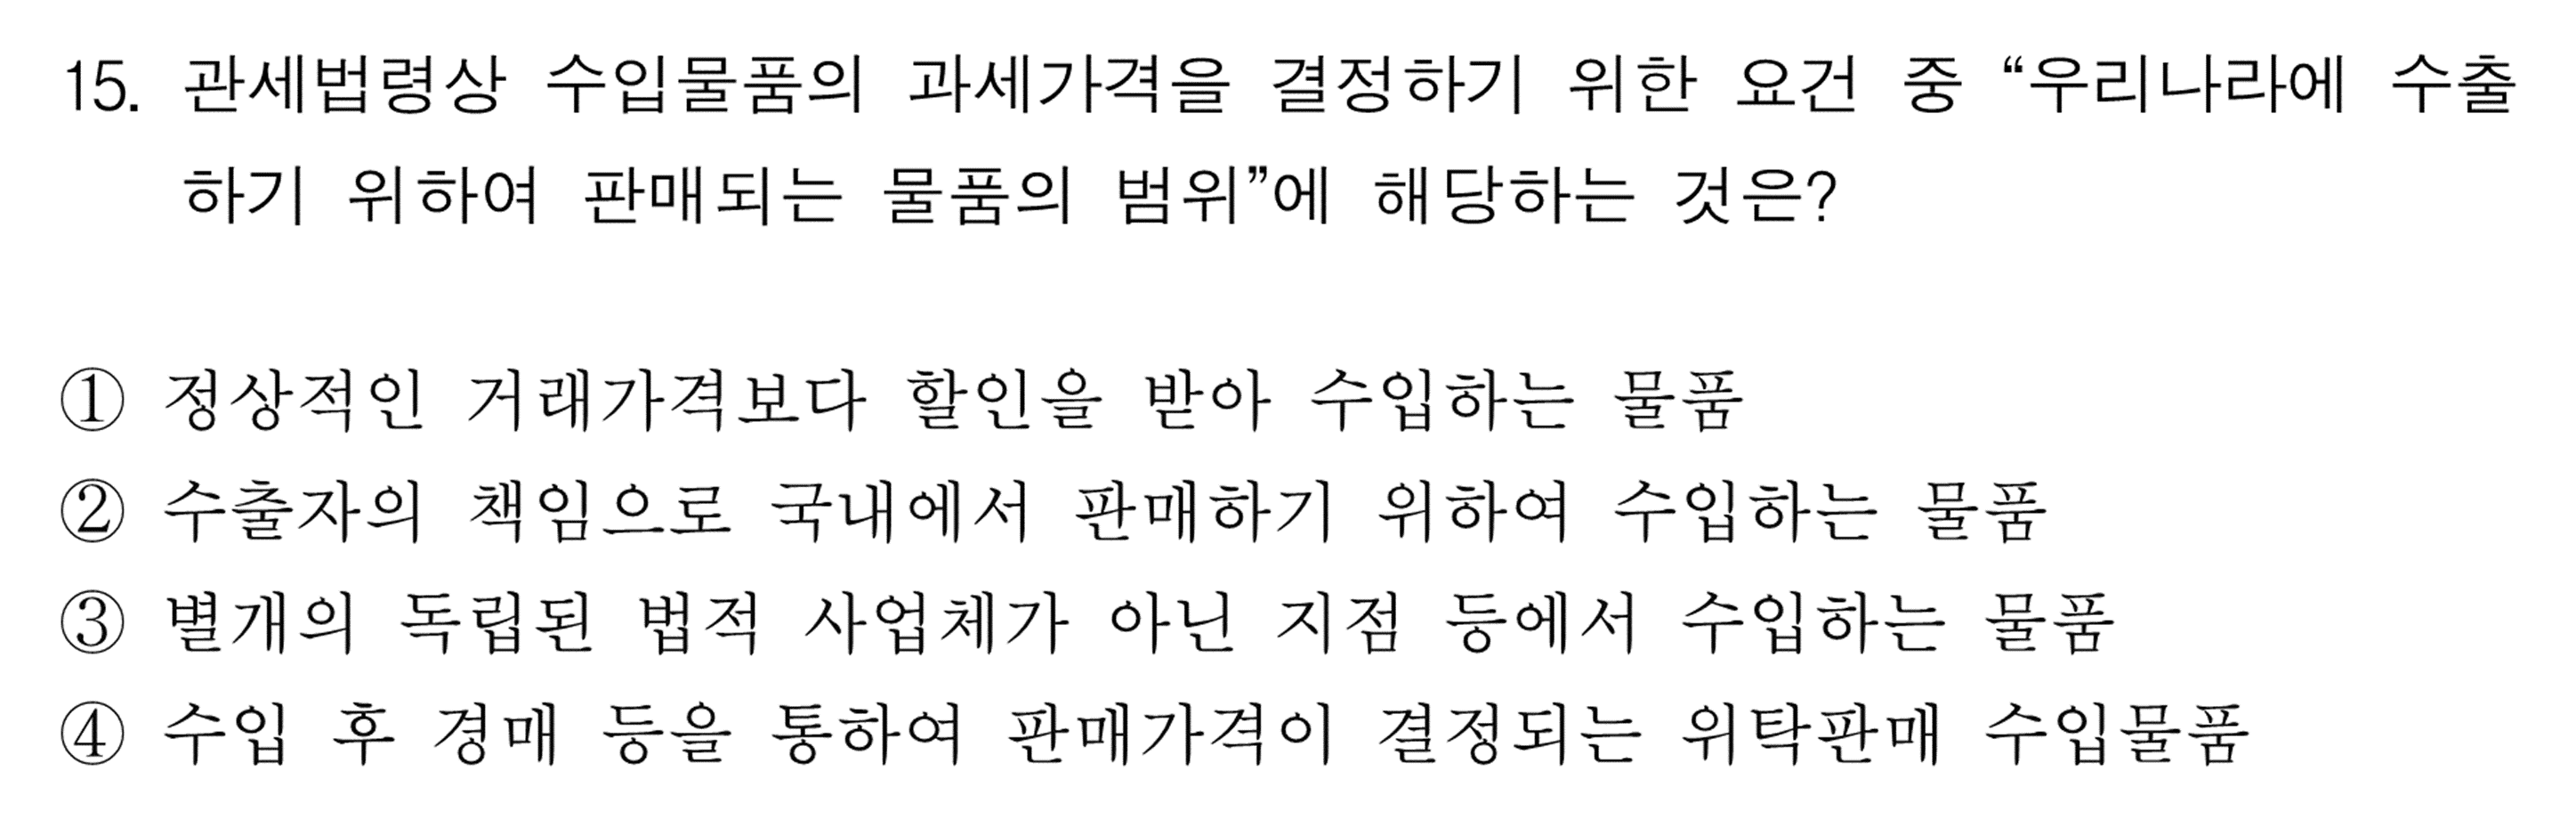 15. 관세법령상 수입물품의 과세가격을 결정하기 위한 요건 중 “우리나라에 수출
하기 위하여 판매되는 물품의 범위”에 해당하는 것은?
① 정상적인 거래가격보다 할인을 받아 수입하는 물품
② 수출자의 책임으로 국내에서 판매하기 위하여 수입하는 물품
③ 별개의 독립된 법적 사업체가 아닌 지점 등에서 수입하는 물품
④ 수입 후 경매 등을 통하여 판매가격이 결정되는 위탁판매 수입물품